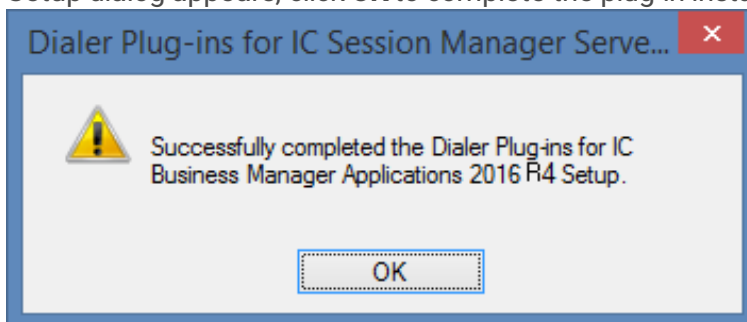 Dialer Plug-ins for IC Session Manager Serve...
Successfully completed the Dialer Plug-ins for IC
Business Manager Applications 2016 R4 Setup.
OK